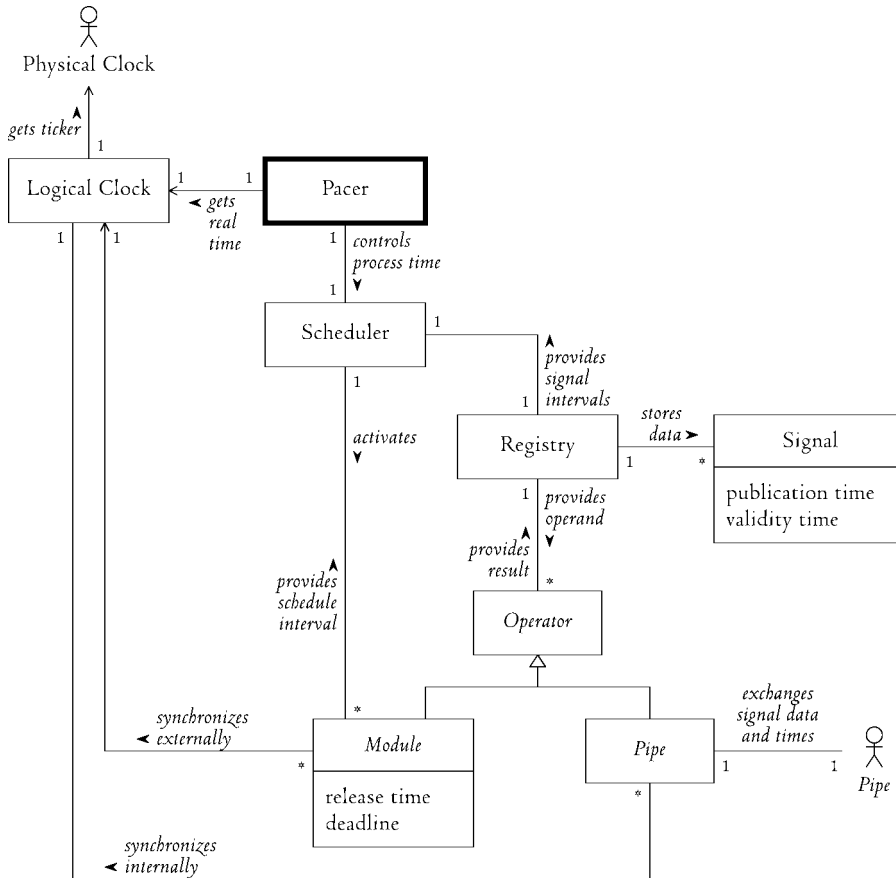 Physical Clock
gets ticker
1
Logical Clock
1
1
Pacer
gets
real
time
1
1
1
controls
process time
1
Scheduler
1
1
provides
signal
intervals
1
activates
Registry
stores
data
1
*
Signal
publication time
validity time
1
provides
operand
provides
result
*
Operator
provides
schedule
interval
*
synchronizes
externally
*
Module
release time
deadline
Pipe
exchanges
signal data
and times
1
1
Pipe
*
synchronizes
internally